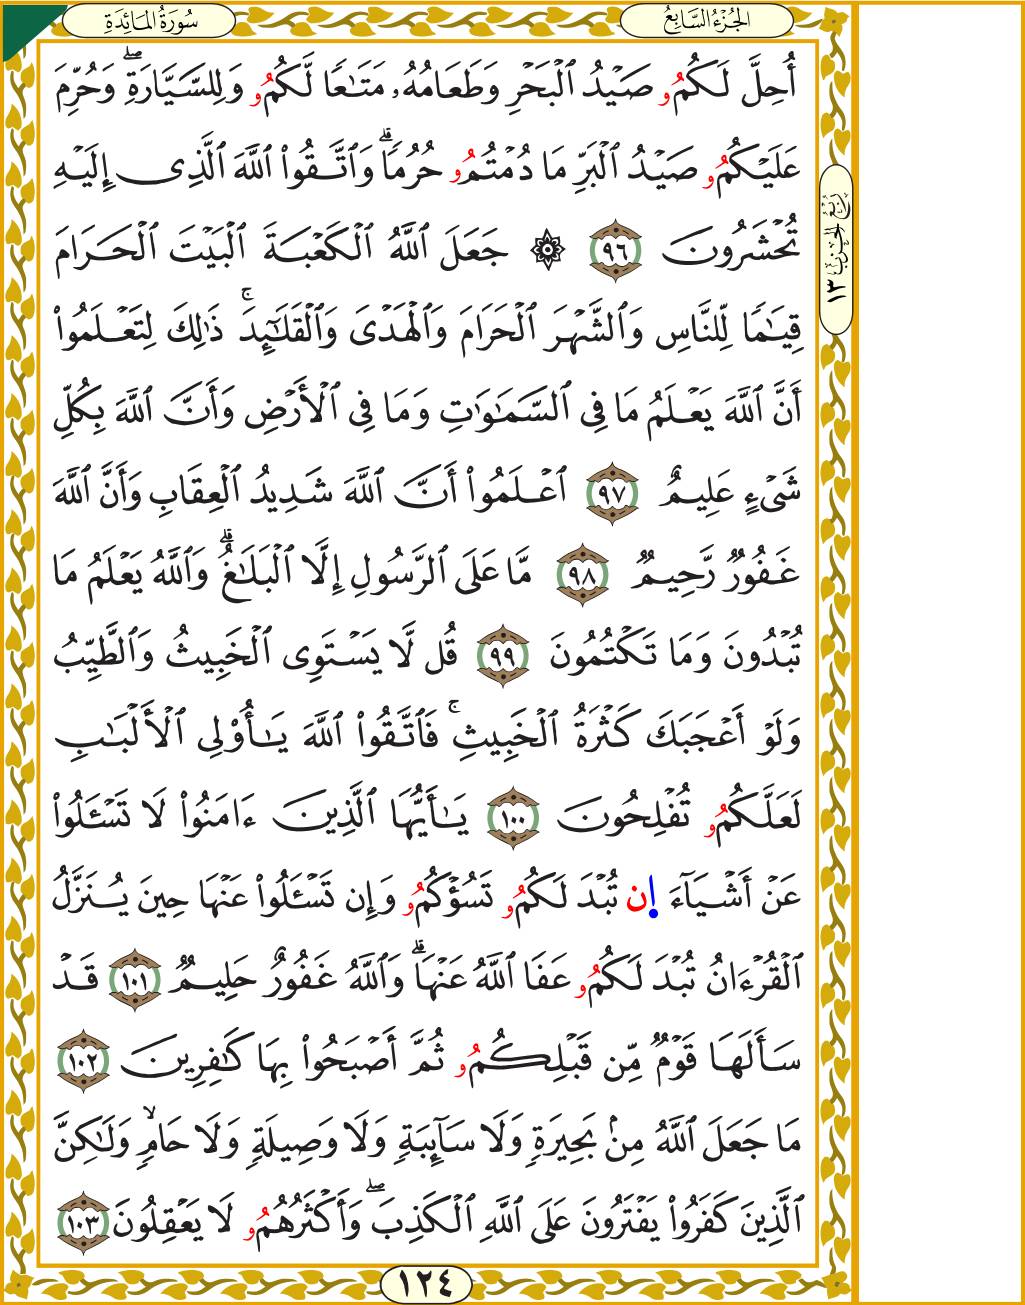 الجُزْءُ السَّابِعُ
سُورَةُ المَائِدَةِ
أُحِلَّ لَكُمُۥ صَيْدُ ٱلْبَحْرِ وَطَعَامُهُۥ مَتَٰعًا لَّكُمُۥ وَلِلسَّيَّارَةِۖ وَحُرِّمَ
عَلَيْكُمُۥ صَيْدُ ٱلْبَرِّ مَا دُمْتُمُۥ حُرُمًاۗ وَٱتَّقُوا۟ ٱللَّهَ ٱلَّذِى إِلَيْهِ
تُحْشَرُونَ ٩٦ ۞ جَعَلَ ٱللَّهُ ٱلْكَعْبَةَ ٱلْبَيْتَ ٱلْحَرَامَ
قِيَٰمًا لِّلنَّاسِ وَٱلشَّهْرَ ٱلْحَرَامَ وَٱلْهَدْىَ وَٱلْقَلَٰٓئِدَۚ ذَٰلِكَ لِتَعْلَمُوا۟
أَنَّ ٱللَّهَ يَعْلَمُ مَا فِى ٱلسَّمَٰوَٰتِ وَمَا فِى ٱلْأَرْضِ وَأَنَّ ٱللَّهَ بِكُلِّ
شَىْءٍ عَلِيمٌ ٩٧ ٱعْلَمُوا۟ أَنَّ ٱللَّهَ شَدِيدُ ٱلْعِقَابِ وَأَنَّ ٱللَّهَ
غَفُورٌ رَّحِيمٌ ٩٨ مَّا عَلَى ٱلرَّسُولِ إِلَّا ٱلْبَلَٰغُۗ وَٱللَّهُ يَعْلَمُ مَا
تُبْدُونَ وَمَا تَكْتُمُونَ ٩٩ قُل لَّا يَسْتَوِى ٱلْخَبِيثُ وَٱلطَّيِّبُ
وَلَوْ أَعْجَبَكَ كَثْرَةُ ٱلْخَبِيثِۚ فَٱتَّقُوا۟ ٱللَّهَ يَٰٓأُو۟لِى ٱلْأَلْبَٰبِ
لَعَلَّكُمُۥ تُفْلِحُونَ ١٠٠ يَٰٓأَيُّهَا ٱلَّذِينَ ءَامَنُوا۟ لَا تَسْـَٔلُوا۟
عَنْ أَشْيَآءَ إِن تُبْدَ لَكُمُۥ تَسُؤْكُمُۥ وَإِن تَسْـَٔلُوا۟ عَنْهَا حِينَ يُنَزَّلُ
ٱلْقُرْءَانُ تُبْدَ لَكُمُۥ عَفَا ٱللَّهُ عَنْهَاۗ وَٱللَّهُ غَفُورٌ حَلِيمٌ ١٠١ قَدْ
سَأَلَهَا قَوْمٌ مِّن قَبْلِكُمُۥ ثُمَّ أَصْبَحُوا۟ بِهَا كَٰفِرِينَ ١٠٢
مَا جَعَلَ ٱللَّهُ مِنۢ بَحِيرَةٍ وَلَا سَآئِبَةٍ وَلَا وَصِيلَةٍ وَلَا حَامٍۙ وَلَٰكِنَّ
ٱلَّذِينَ كَفَرُوا۟ يَفْتَرُونَ عَلَى ٱللَّهِ ٱلْكَذِبَۖ وَأَكْثَرُهُمُۥ لَا يَعْقِلُونَ ١٠٣
رُبْعُ الحِزْبِ ١٣
١٢٤